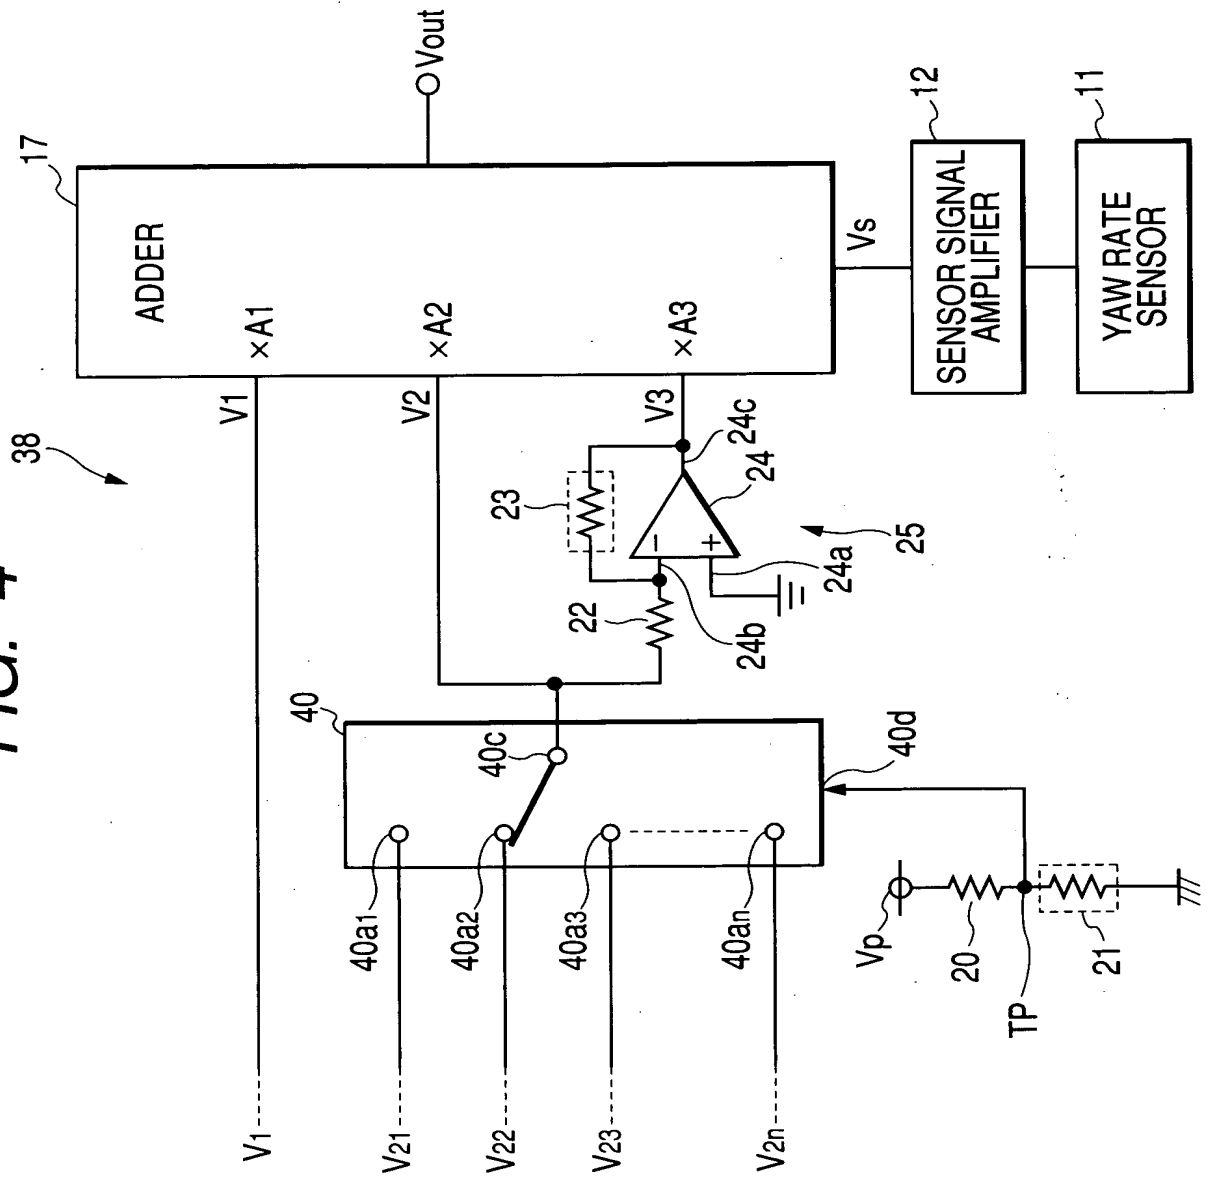 FIG. 4
38
17
ADDER
V1
×A1
V2
×A2
V3
×A3
Vout
Vs
12
SENSOR SIGNAL
AMPLIFIER
11
YAW RATE
SENSOR
23
22
24c
24
24b
24a
25
−
+
40
40c
40d
40a1
40a2
40a3
40an
V1
V21
V22
V23
V2n
Vp
20
21
TP